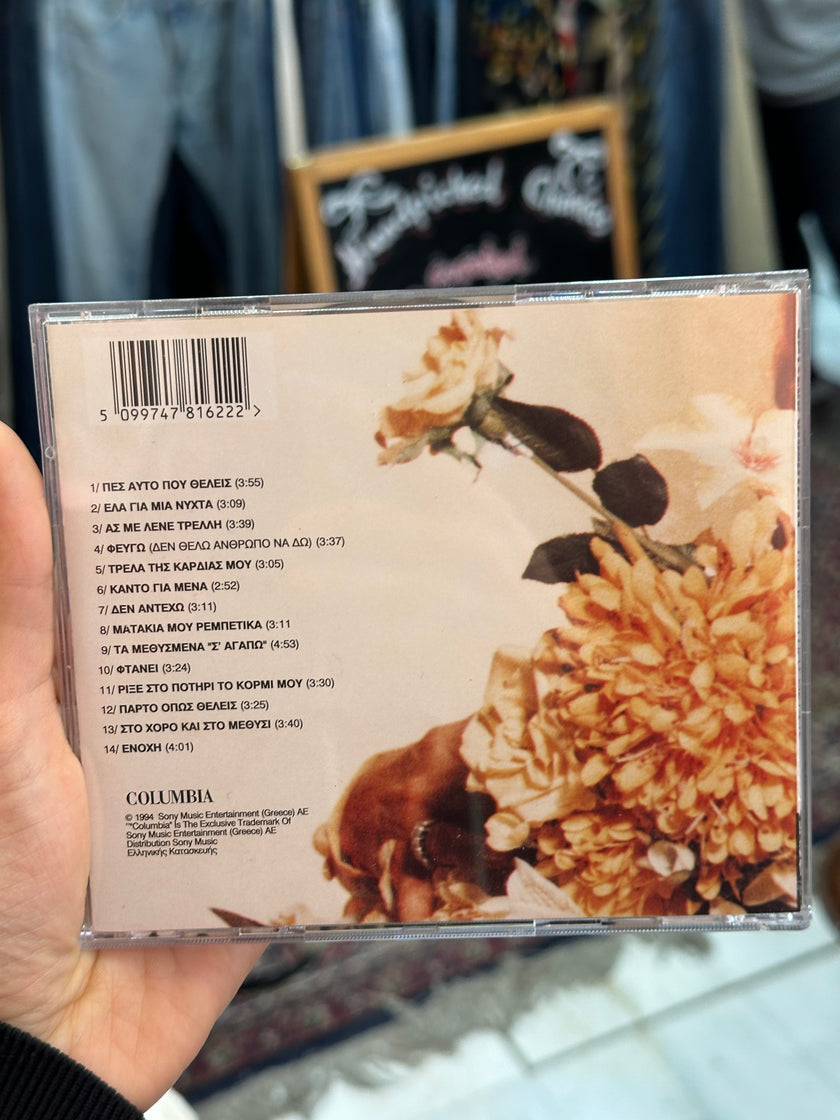 Handpicked
5 099747 816222 >
1/ ΠΕΣ ΑΥΤΟ ΠΟΥ ΘΕΛΕΙΣ (3:55)
2/ ΕΛΑ ΓΙΑ ΜΙΑ ΝΥΧΤΑ (3:09)
3/ ΑΣ ΜΕ ΛΕΝΕ ΤΡΕΛΛΗ (3:39)
4/ ΦΕΥΓΩ (ΔΕΝ ΘΕΛΩ ΑΝΘΡΩΠΟ ΝΑ ΔΩ) (3:37)
5/ ΤΡΕΛΑ ΤΗΣ ΚΑΡΔΙΑΣ ΜΟΥ (3:05)
6/ ΚΑΝΤΟ ΓΙΑ ΜΕΝΑ (2:52)
7/ ΔΕΝ ΑΝΤΕΧΩ (3:11)
8/ ΜΑΤΑΚΙΑ ΜΟΥ ΡΕΜΠΕΤΙΚΑ (3:11
9/ ΤΑ ΜΕΘΥΣΜΕΝΑ "Σ' ΑΓΑΠΩ" (4:53)
10/ ΦΤΑΝΕΙ (3:24)
11/ ΡΙΞΕ ΣΤΟ ΠΟΤΗΡΙ ΤΟ ΚΟΡΜΙ ΜΟΥ (3:30)
12/ ΠΑΡΤΟ ΟΠΩΣ ΘΕΛΕΙΣ (3:25)
13/ ΣΤΟ ΧΟΡΟ ΚΑΙ ΣΤΟ ΜΕΘΥΣΙ (3:40)
14/ ΕΝΟΧΗ (4:01)
COLUMBIA
© 1994 Sony Music Entertainment (Greece) AE
"“Columbia" Is The Exclusive Trademark Of
Sony Music Entertainment (Greece) AE
Distribution Sony Music
Ελληνικής Κατασκευής